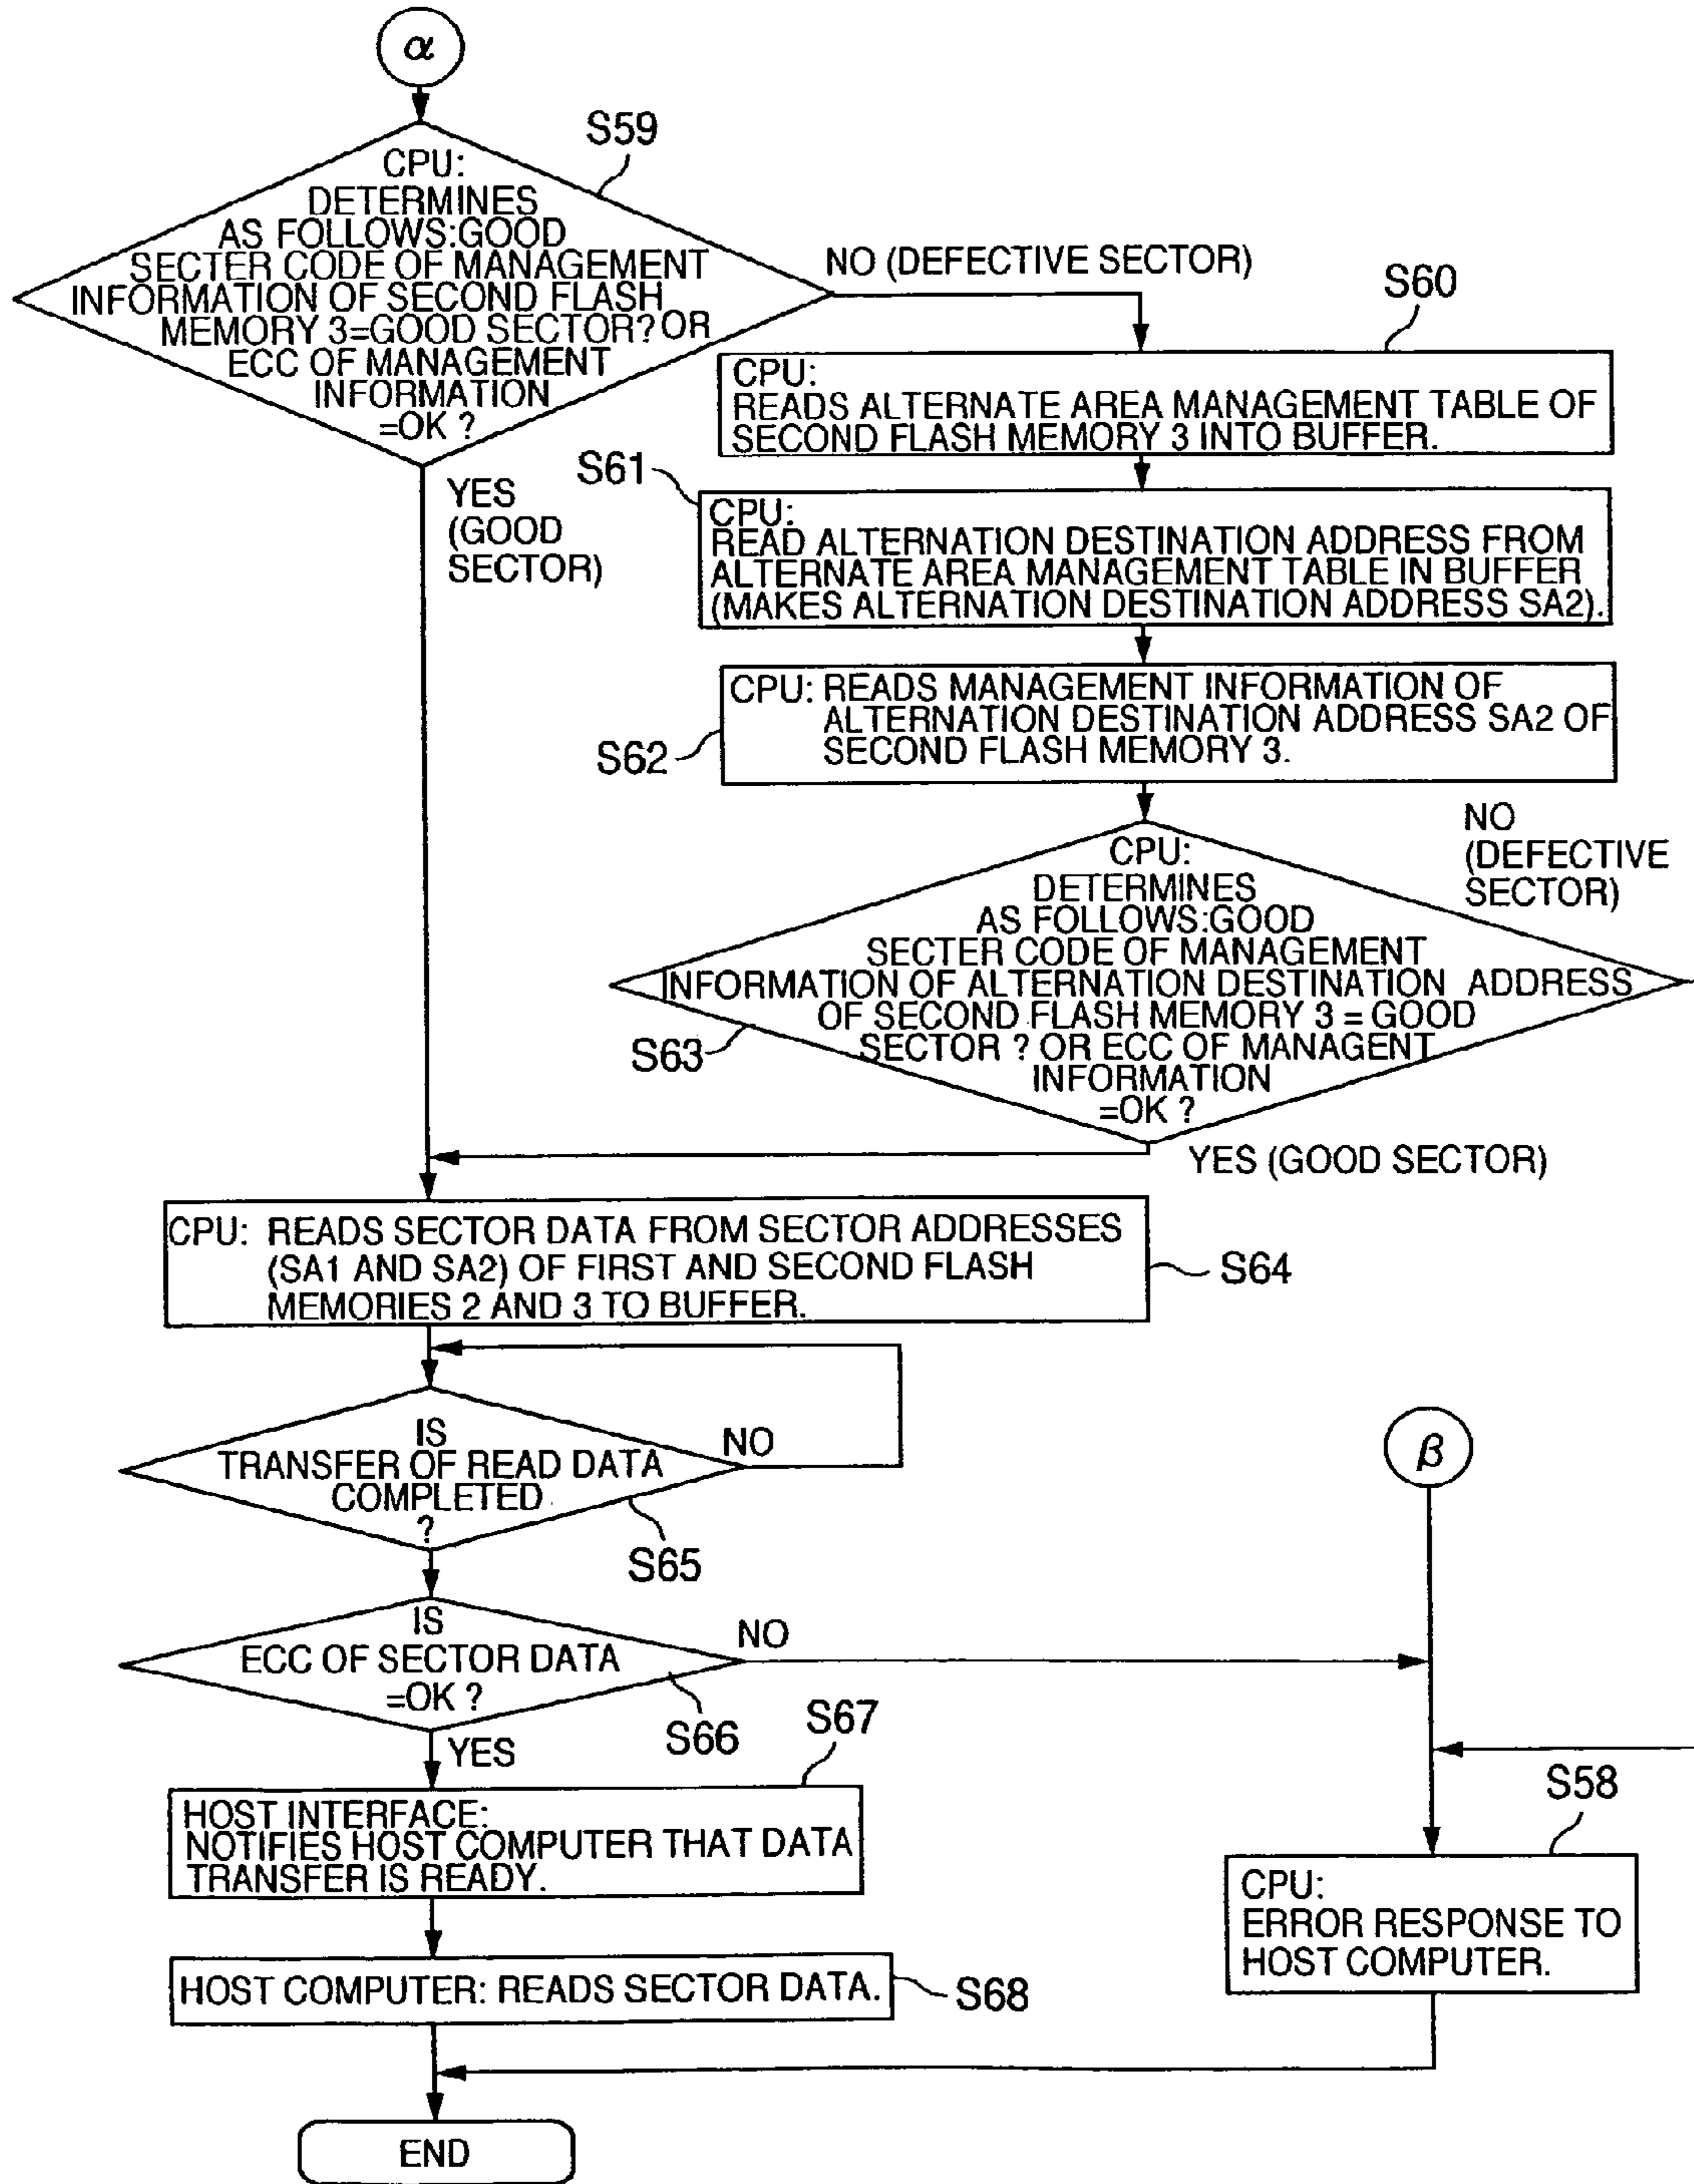 α
S59
CPU:
DETERMINES
AS FOLLOWS:GOOD
SECTER CODE OF MANAGEMENT
INFORMATION OF SECOND FLASH
MEMORY 3=GOOD SECTOR? OR
ECC OF MANAGEMENT
INFORMATION
=OK ?
NO (DEFECTIVE SECTOR)
YES
(GOOD
SECTOR)
S60
CPU:
READS ALTERNATE AREA MANAGEMENT TABLE OF
SECOND FLASH MEMORY 3 INTO BUFFER.
S61
CPU:
READ ALTERNATION DESTINATION ADDRESS FROM
ALTERNATE AREA MANAGEMENT TABLE IN BUFFER
(MAKES ALTERNATION DESTINATION ADDRESS SA2).
CPU: READS MANAGEMENT INFORMATION OF
ALTERNATION DESTINATION ADDRESS SA2 OF
SECOND FLASH MEMORY 3.
S62
NO
(DEFECTIVE
SECTOR)
CPU:
DETERMINES
AS FOLLOWS:GOOD
SECTER CODE OF MANAGEMENT
INFORMATION OF ALTERNATION DESTINATION ADDRESS
OF SECOND FLASH MEMORY 3 = GOOD
SECTOR ? OR ECC OF MANAGENT
INFORMATION
=OK ?
S63
YES (GOOD SECTOR)
CPU: READS SECTOR DATA FROM SECTOR ADDRESSES
(SA1 AND SA2) OF FIRST AND SECOND FLASH
MEMORIES 2 AND 3 TO BUFFER.
S64
IS
TRANSFER OF READ DATA
COMPLETED
?
NO
S65
β
IS
ECC OF SECTOR DATA
=OK ?
NO
S66
YES
S67
HOST INTERFACE:
NOTIFIES HOST COMPUTER THAT DATA
TRANSFER IS READY.
S58
CPU:
ERROR RESPONSE TO
HOST COMPUTER.
HOST COMPUTER: READS SECTOR DATA.
S68
END